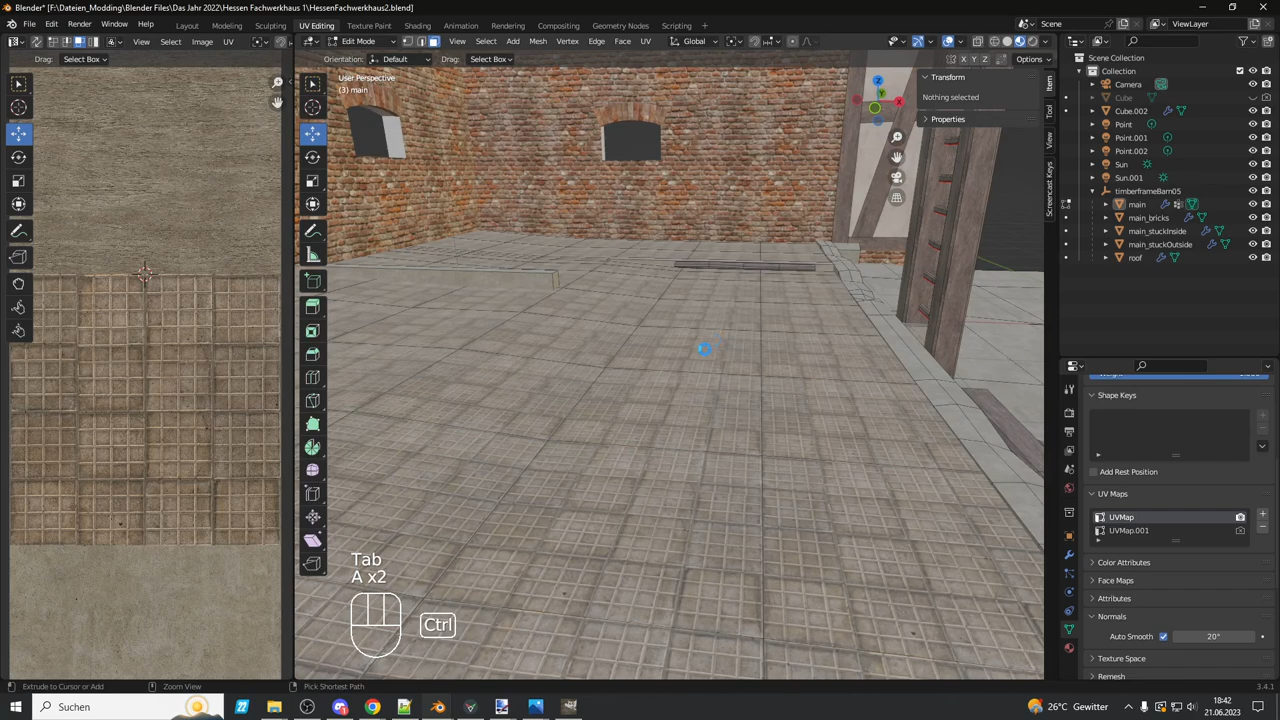 Blender* [F:\Dateien_Modding\Blender Files\Das Jahr 2022\Hessen Fachwerkhaus 1\HessenFachwerkhaus2.blend]
File Edit Render Window Help Layout Modeling Sculpting UV Editing Texture Paint Shading Animation Rendering Compositing Geometry Nodes Scripting Scene ViewLayer
View Select Image UV Edit Mode View Select Add Mesh Vertex Edge Face UV Global
Drag: Select Box Orientation: Default Drag: Select Box X Y Z Options
User Perspective
(3) main
Transform
Nothing selected
Properties
Item
Tool
View
Screencast Keys
Z
Y
X
Scene Collection
Collection
Camera
Cube
Cube.002
Point
Point.001
Point.002
Sun
Sun.001
timberframeBarn05
main
main_bricks
main_stuckInside
main_stuckOutside
roof
Shape Keys
Add Rest Position
UV Maps
UVMap
UVMap.001
Color Attributes
Face Maps
Attributes
Normals
Auto Smooth 20°
Texture Space
Remesh
Tab
A x2
Ctrl
Extrude to Cursor or Add Zoom View Pick Shortest Path 3.4.1
Suchen 26°C Gewitter 18:42
21.06.2023